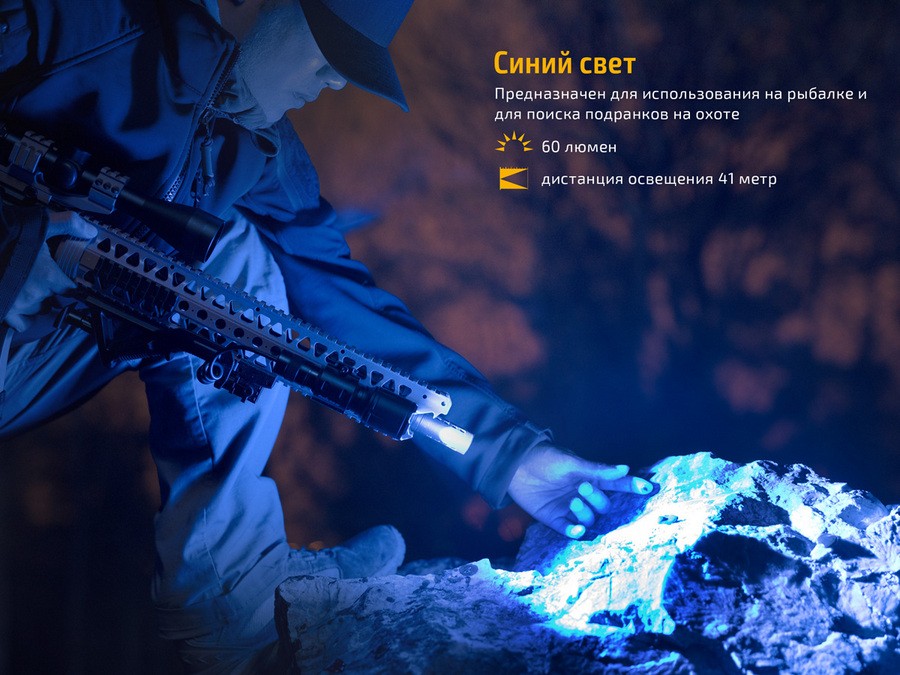 Синий свет
Предназначен для использования на рыбалке и
для поиска подранков на охоте
60 люмен
дистанция освещения 41 метр